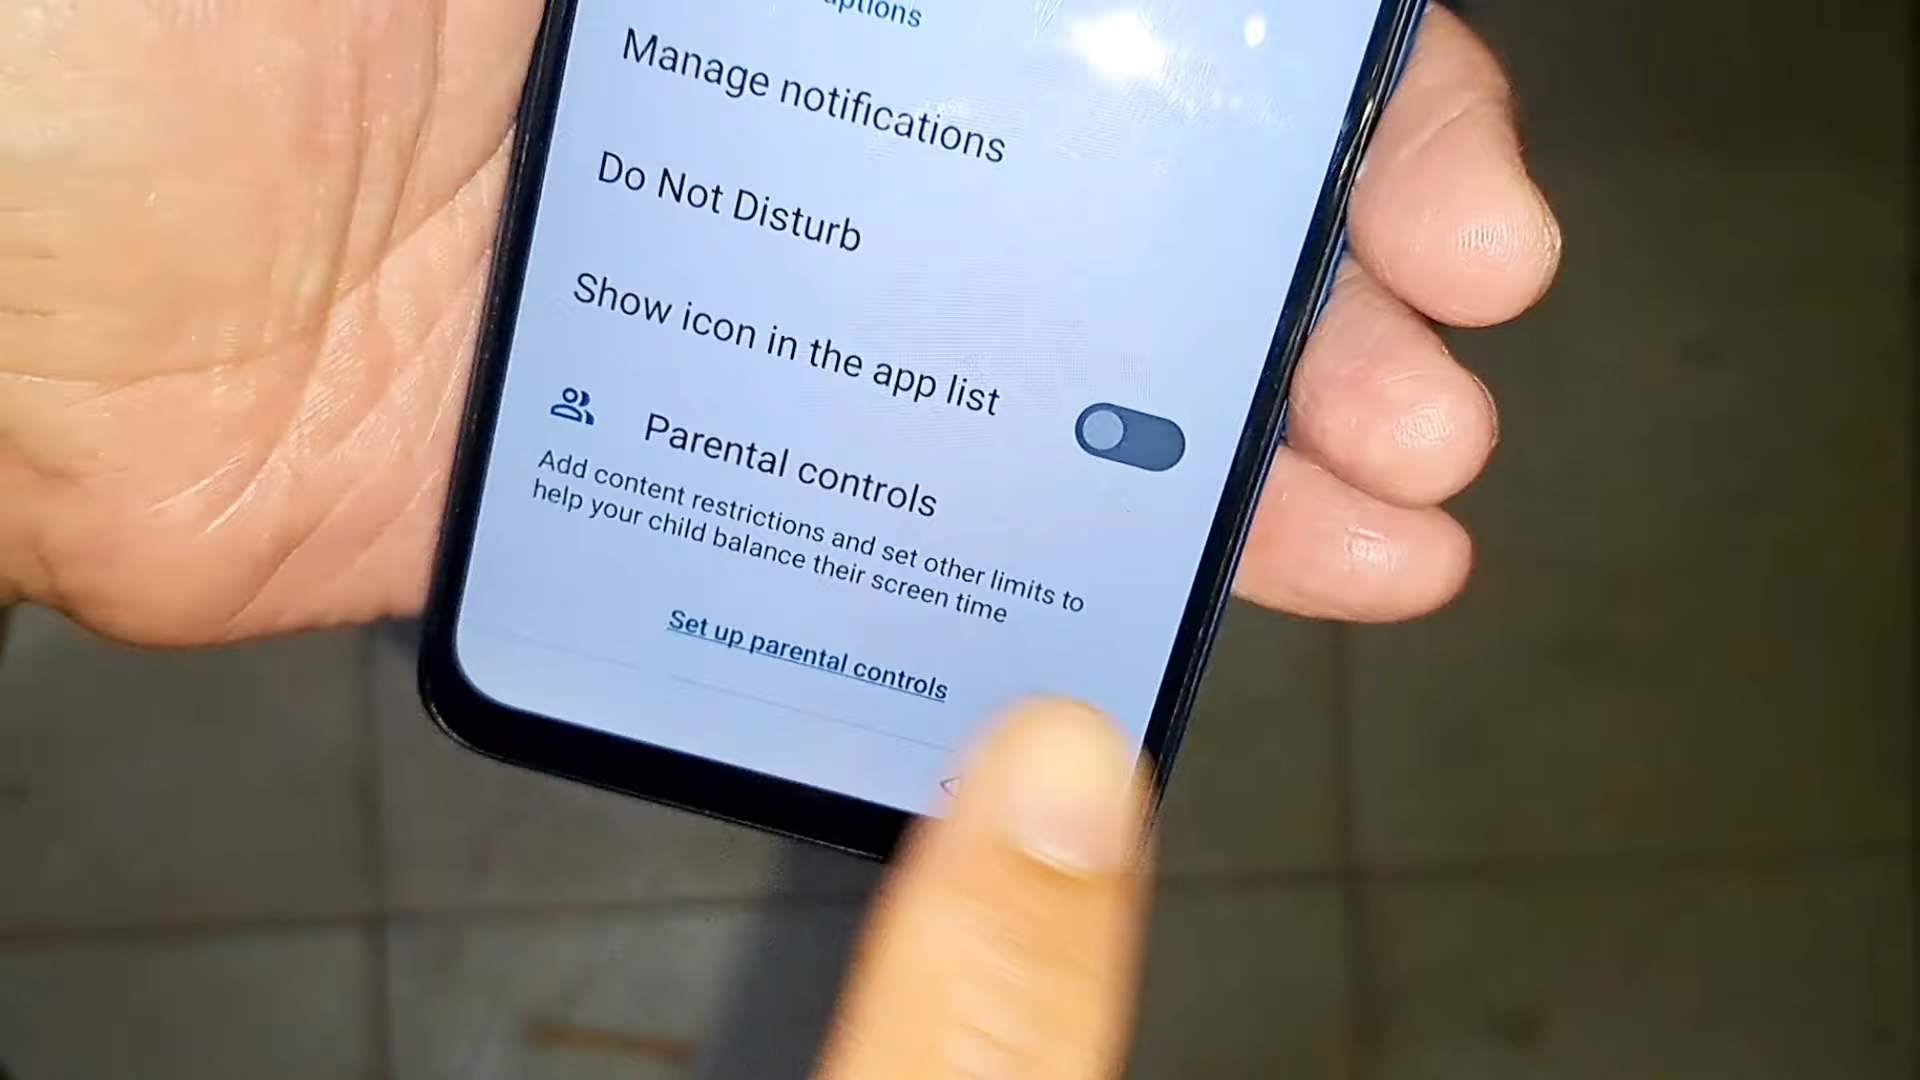 Manage notifications
Do Not Disturb
Show icon in the app list
Parental controls
Add content restrictions and set other limits to
help your child balance their screen time
Set up parental controls